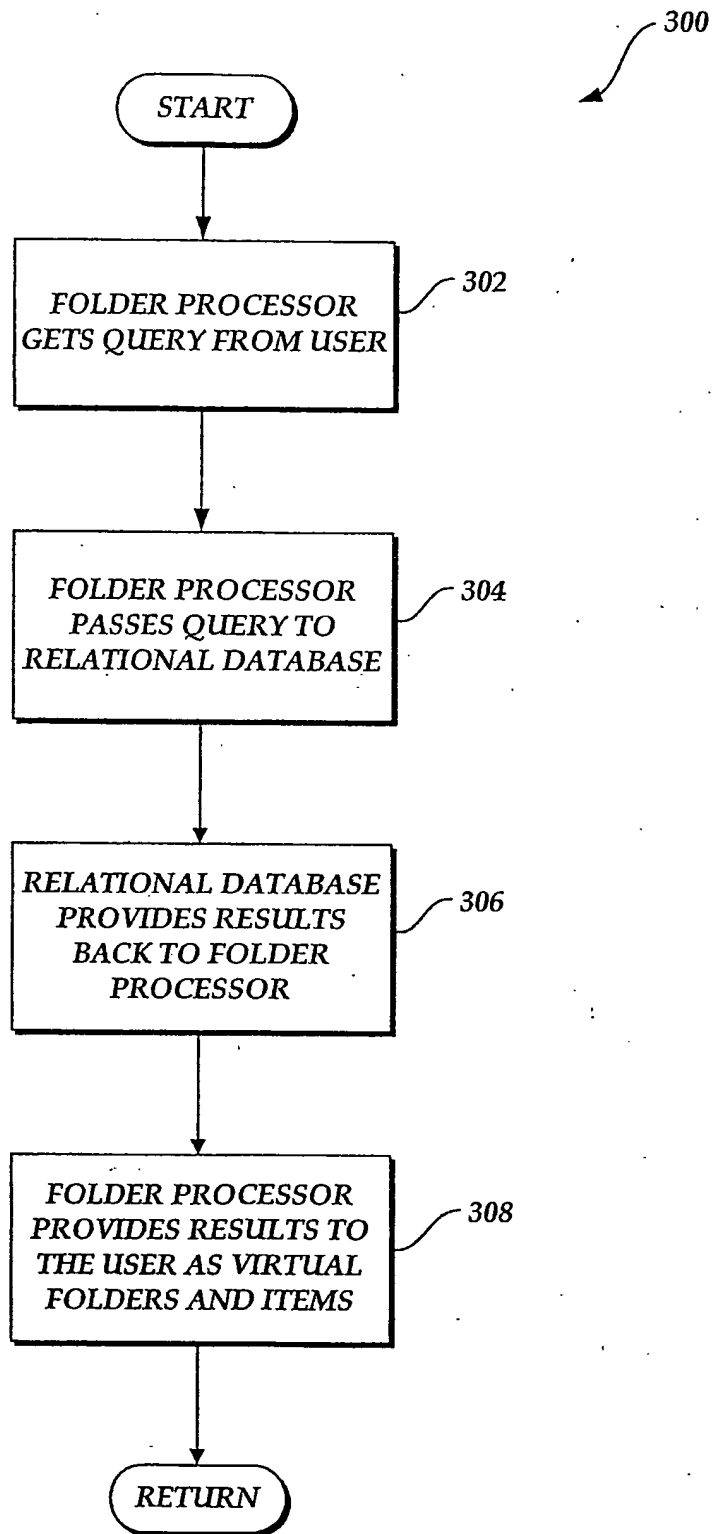 300
START
FOLDER PROCESSOR
GETS QUERY FROM USER
302
FOLDER PROCESSOR
PASSES QUERY TO
RELATIONAL DATABASE
304
RELATIONAL DATABASE
PROVIDES RESULTS
BACK TO FOLDER
PROCESSOR
306
FOLDER PROCESSOR
PROVIDES RESULTS TO
THE USER AS VIRTUAL
FOLDERS AND ITEMS
308
RETURN